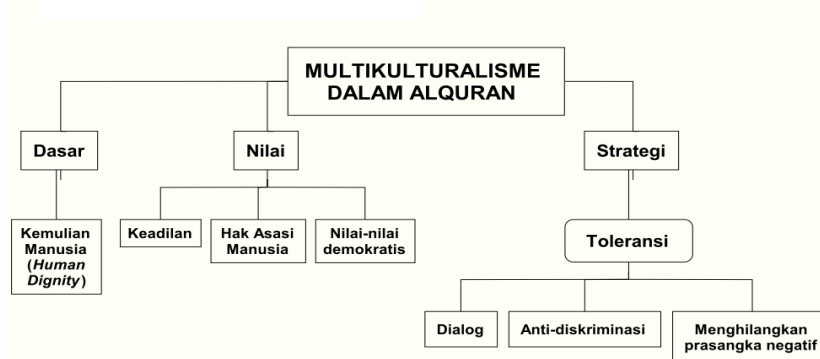 MULTIKULTURALISME
DALAM ALQURAN
Dasar
Nilai
Strategi
Kemulian
Manusia
(Human
Dignity)
Keadilan
Hak Asasi
Manusia
Nilai-nilai
demokratis
Toleransi
Dialog
Anti-diskriminasi
Menghilangkan
prasangka negatif